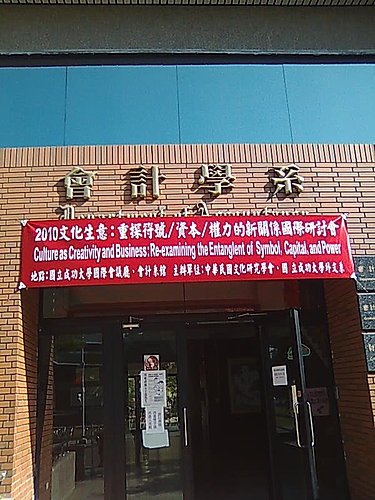 會計學系
2010文化生意：重探符號/資本/權力的新關係國際研討會
Culture as Creativity and Business: Re-examining the Entanglent of Symbol, Capital, and Power
地點：國立成功大學國際會議廳、會計系館 主辦單位：中華民國文化研究學會、國立成功大學外文系